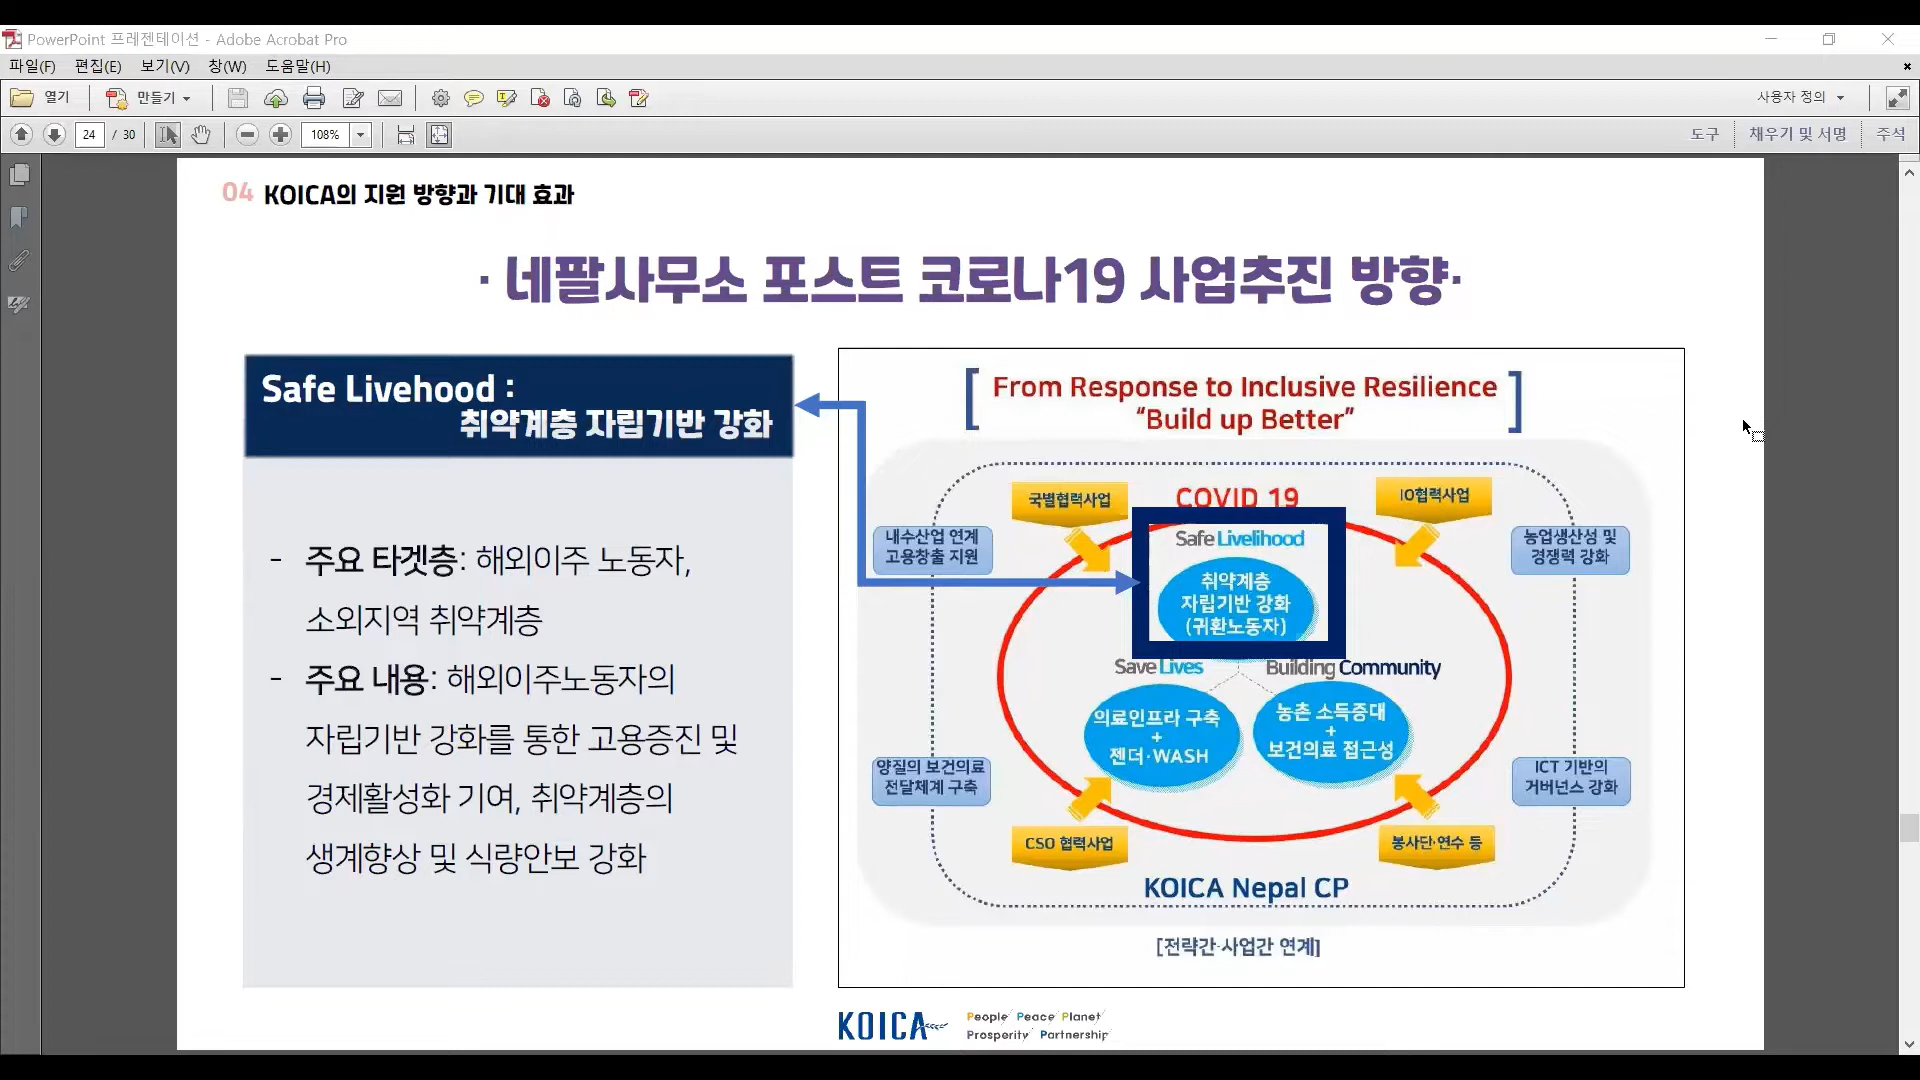 PowerPoint 프레젠테이션 - Adobe Acrobat Pro
파일(F) 편집(E) 보기(V) 창(W) 도움말(H)
열기 만들기 사용자 정의
24 / 30 108% 도구 채우기 및 서명 주석
04 KOICA의 지원 방향과 기대 효과
· 네팔사무소 포스트 코로나19 사업추진 방향·
Safe Livehood :
취약계층 자립기반 강화
- 주요 타겟층: 해외이주 노동자,
소외지역 취약계층
- 주요 내용: 해외이주노동자의
자립기반 강화를 통한 고용증진 및
경제활성화 기여, 취약계층의
생계향상 및 식량안보 강화
[ From Response to Inclusive Resilience
“Build up Better” ]
COVID 19
국별협력사업
IO협력사업
내수산업 연계
고용창출 지원
농업생산성 및
경쟁력 강화
Safe Livelihood
취약계층
자립기반 강화
(귀환노동자)
Save Lives
Building Community
의료인프라 구축
+
젠더·WASH
농촌 소득증대
+
보건의료 접근성
양질의 보건의료
전달체계 구축
ICT 기반의
거버넌스 강화
CSO 협력사업
봉사단·연수 등
KOICA Nepal CP
[전략간·사업간 연계]
KOICA
People Peace Planet
Prosperity Partnership